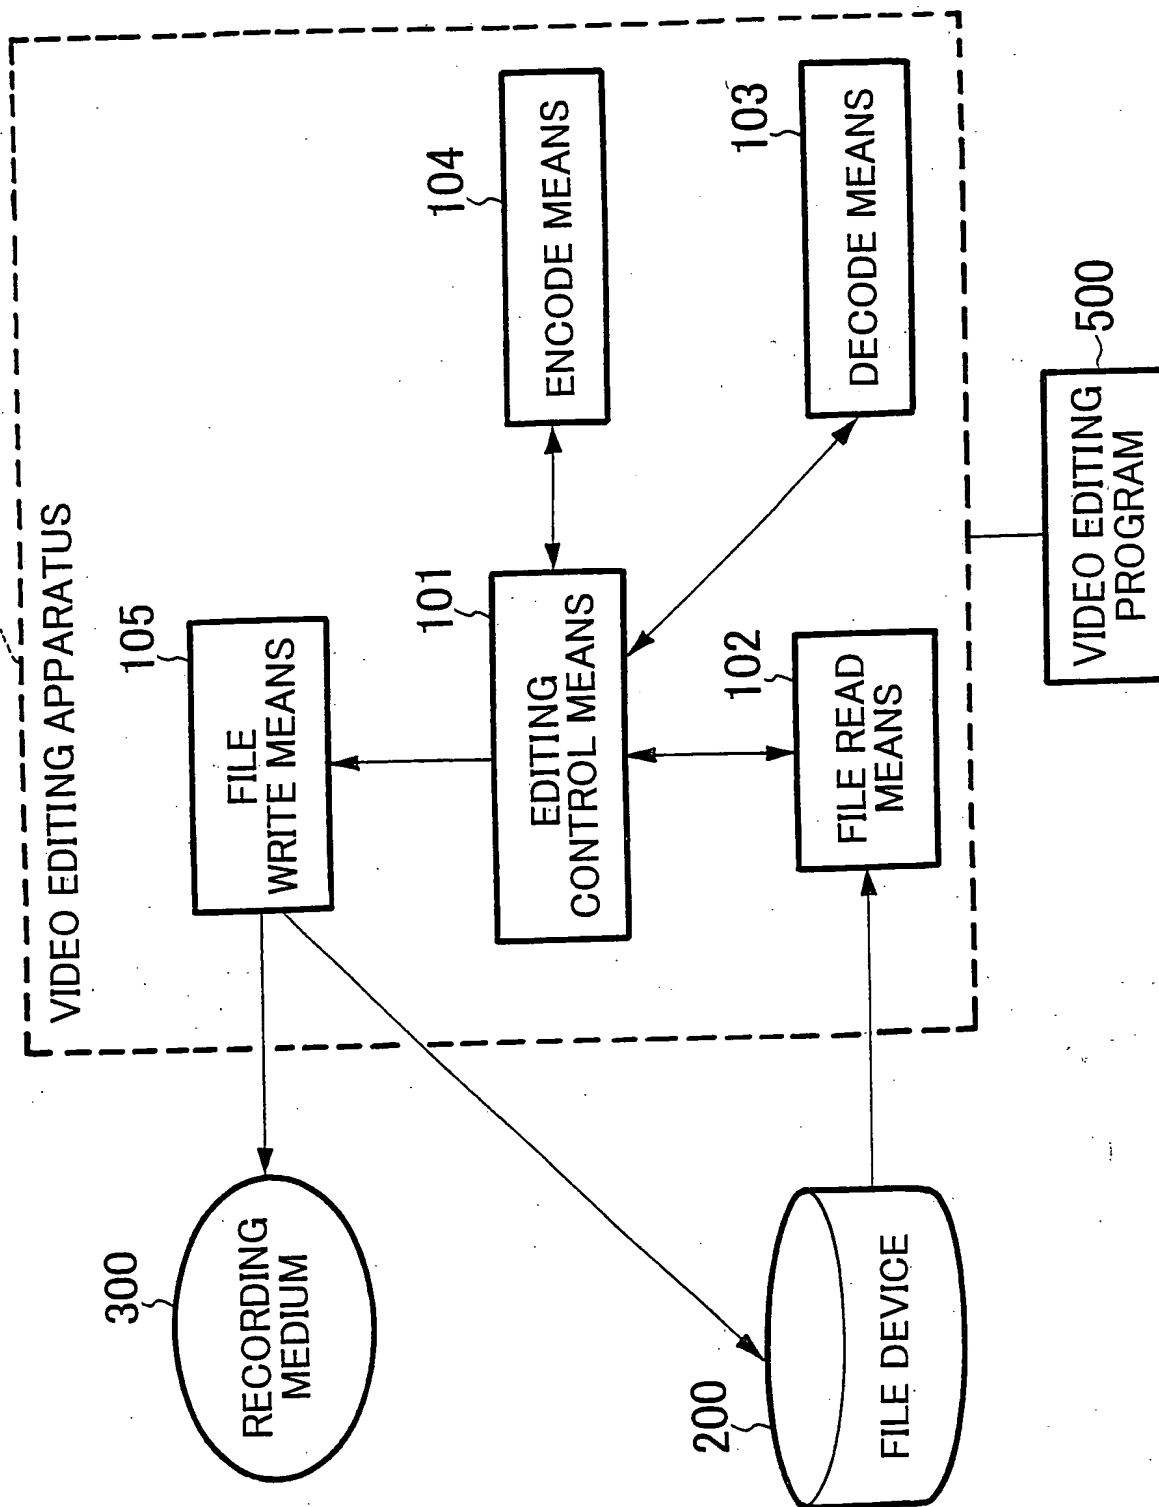 VIDEO EDITING APPARATUS
300
RECORDING
MEDIUM
105
FILE
WRITE MEANS
101
EDITING
CONTROL MEANS
104
ENCODE MEANS
200
FILE DEVICE
102
FILE READ
MEANS
103
DECODE MEANS
500
VIDEO EDITING
PROGRAM